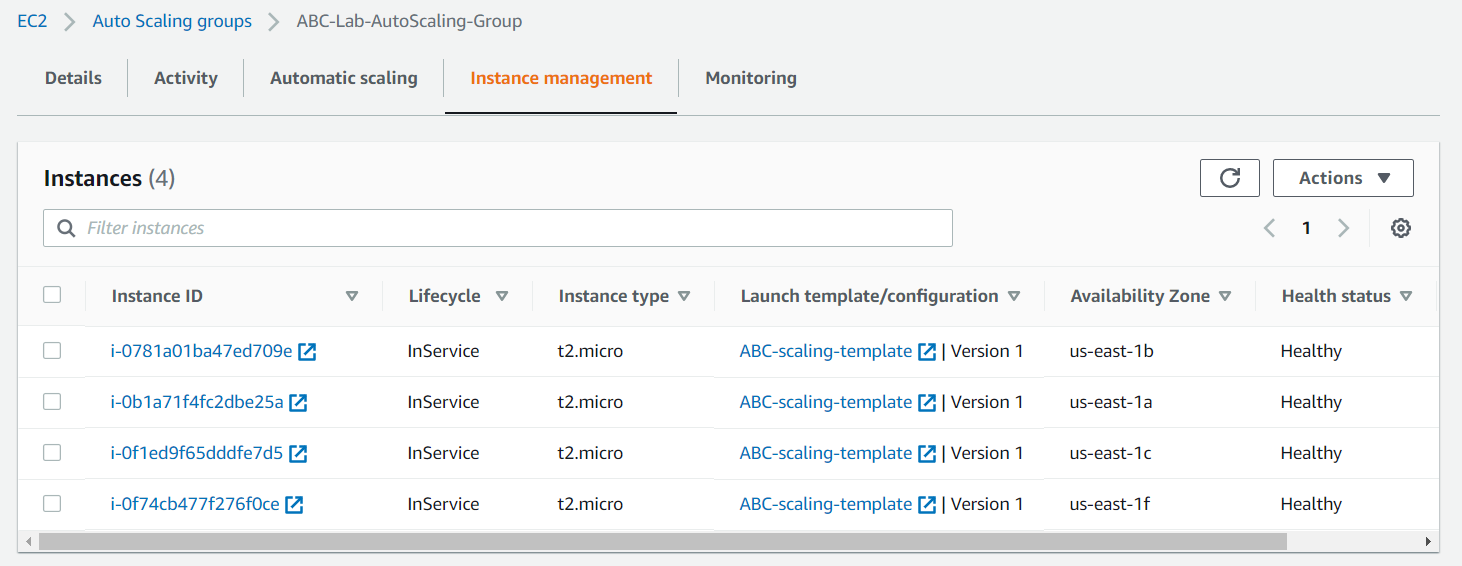 EC2 > Auto Scaling groups > ABC-Lab-AutoScaling-Group
Details Activity Automatic scaling Instance management Monitoring
Instances (4) Actions
Filter instances 1
Instance ID Lifecycle Instance type Launch template/configuration Availability Zone Health status
i-0781a01ba47ed709e InService t2.micro ABC-scaling-template | Version 1 us-east-1b Healthy
i-0b1a71f4fc2dbe25a InService t2.micro ABC-scaling-template | Version 1 us-east-1a Healthy
i-0f1ed9f65dddfe7d5 InService t2.micro ABC-scaling-template | Version 1 us-east-1c Healthy
i-0f74cb477f276f0ce InService t2.micro ABC-scaling-template | Version 1 us-east-1f Healthy